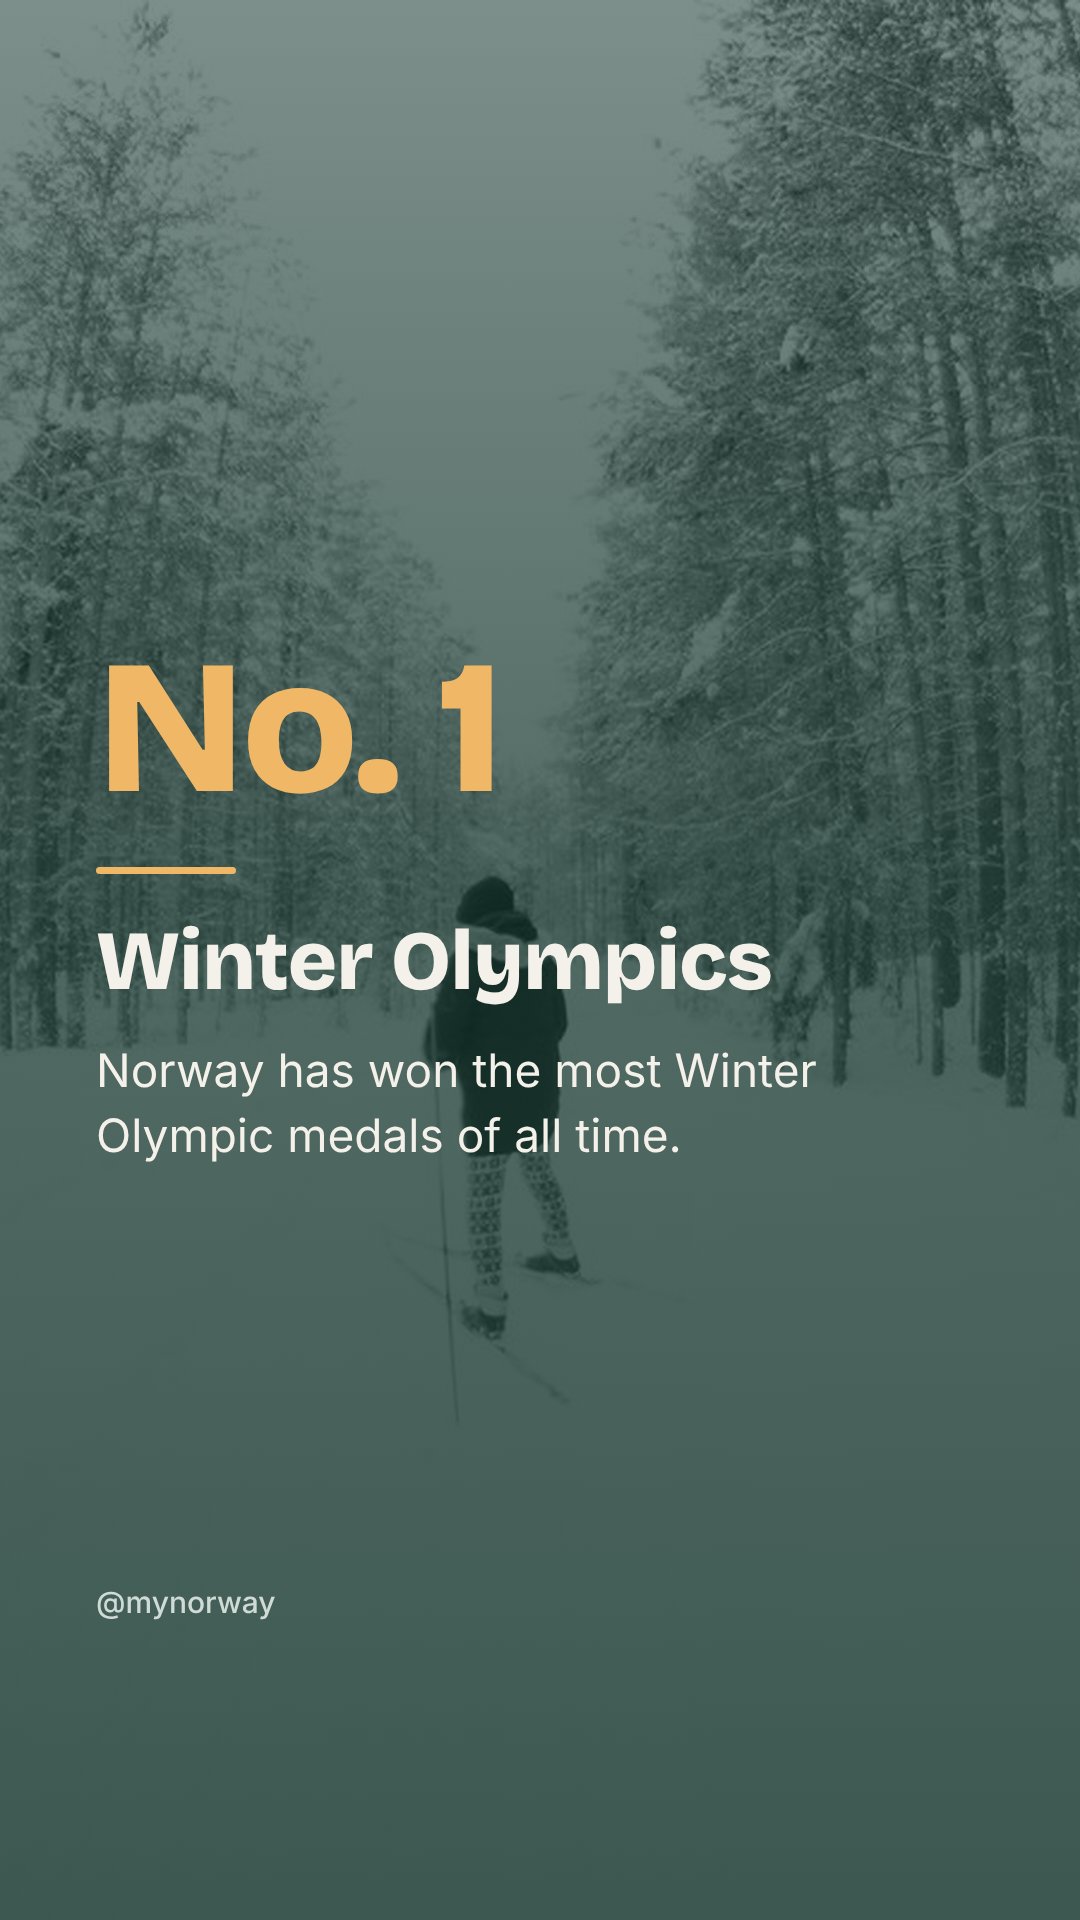 No. 1
Winter Olympics
Norway has won the most Winter
Olympic medals of all time.
@mynorway